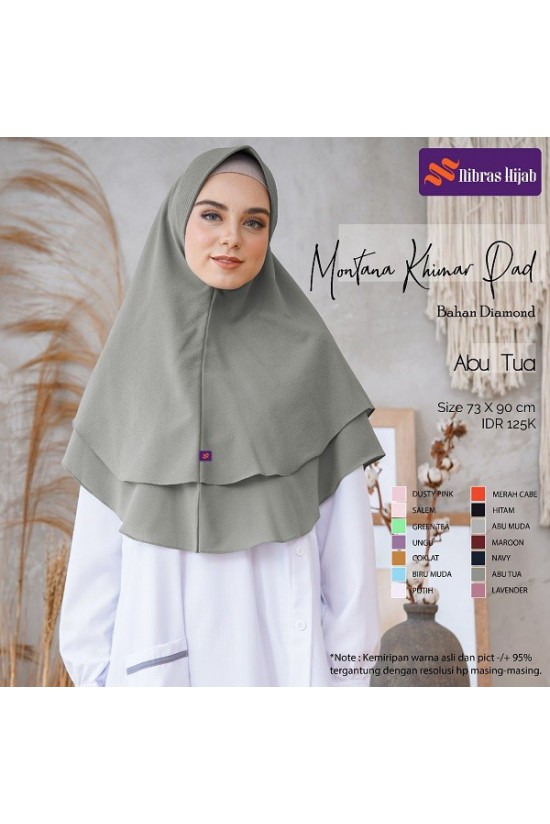 Nibras Hijab
Montana Khimar Pad
Bahan Diamond
Abu Tua
Size 73 X 90 cm
IDR 125K
DUSTY PINK
SALEM
GREEN TEA
UNGU
COKLAT
BIRU MUDA
PUTIH
MERAH CABE
HITAM
ABU MUDA
MAROON
NAVY
ABU TUA
LAVENDER
*Note : Kemiripan warna asli dan pict -/+ 95%
tergantung dengan resolusi hp masing-masing.